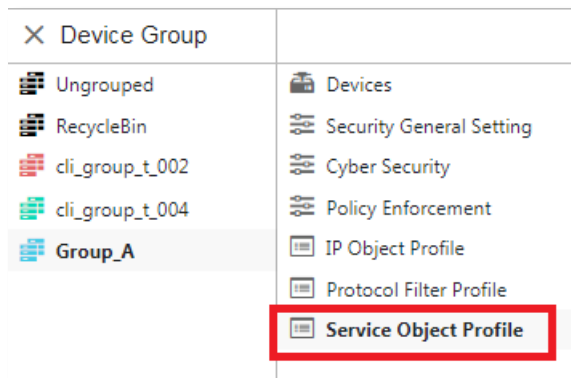 Device Group
Ungrouped
RecycleBin
cli_group_t_002
cli_group_t_004
Group_A
Devices
Security General Setting
Cyber Security
Policy Enforcement
IP Object Profile
Protocol Filter Profile
Service Object Profile